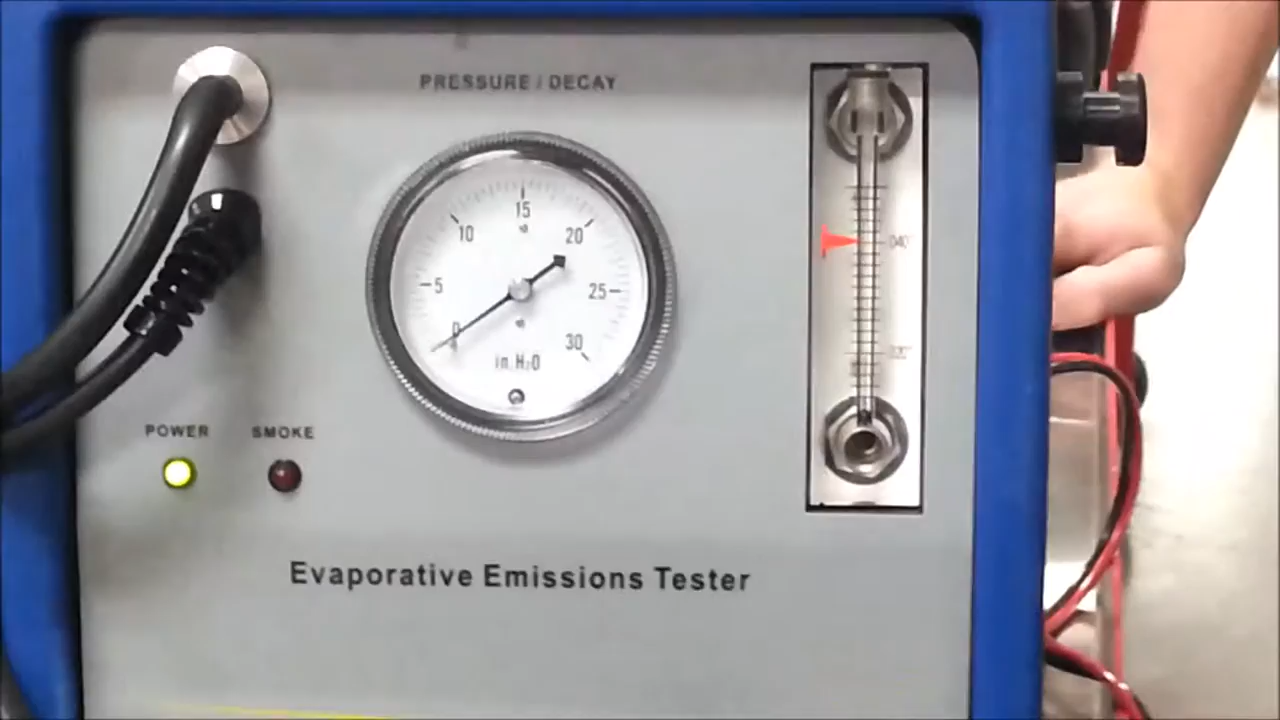 PRESSURE / DECAY
15
10
20
5
25
0
30
in. H₂O
.040"
POWER
SMOKE
Evaporative Emissions Tester